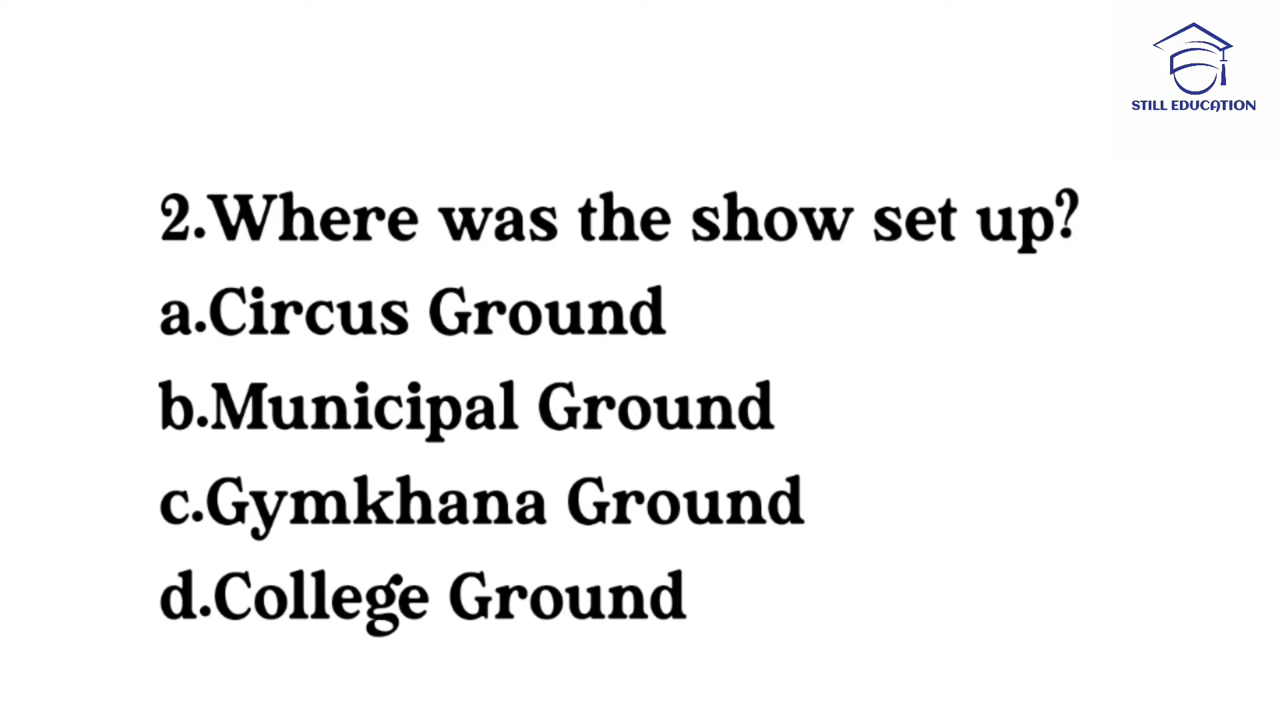 STILL EDUCATION
2.Where was the show set up?
a.Circus Ground
b.Municipal Ground
c.Gymkhana Ground
d.College Ground